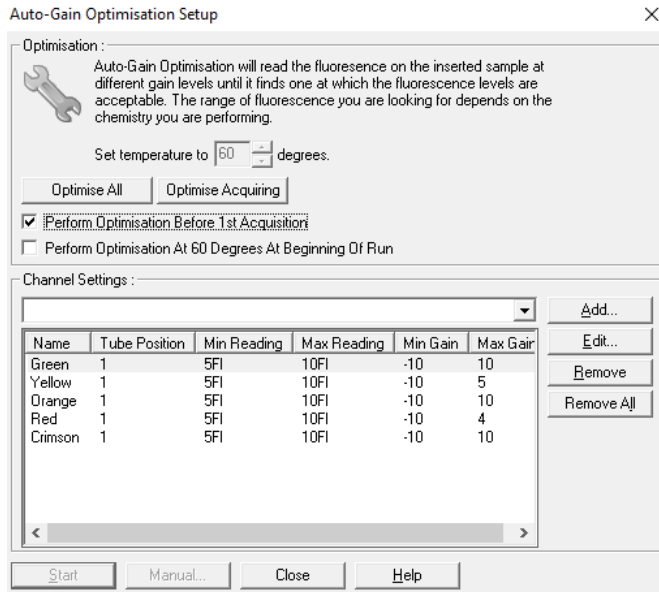 Auto-Gain Optimisation Setup
Optimisation :
Auto-Gain Optimisation will read the fluoresence on the inserted sample at
different gain levels until it finds one at which the fluorescence levels are
acceptable. The range of fluorescence you are looking for depends on the
chemistry you are performing.
Set temperature to 60 degrees.
Optimise All Optimise Acquiring
Perform Optimisation Before 1st Acquisition
Perform Optimisation At 60 Degrees At Beginning Of Run
Channel Settings :
Add...
Name Tube Position Min Reading Max Reading Min Gain Max Gain Edit...
Green 1 5Fl 10Fl -10 10
Yellow 1 5Fl 10Fl -10 5 Remove
Orange 1 5Fl 10Fl -10 10
Red 1 5Fl 10Fl -10 4 Remove All
Crimson 1 5Fl 10Fl -10 10
Start Manual... Close Help